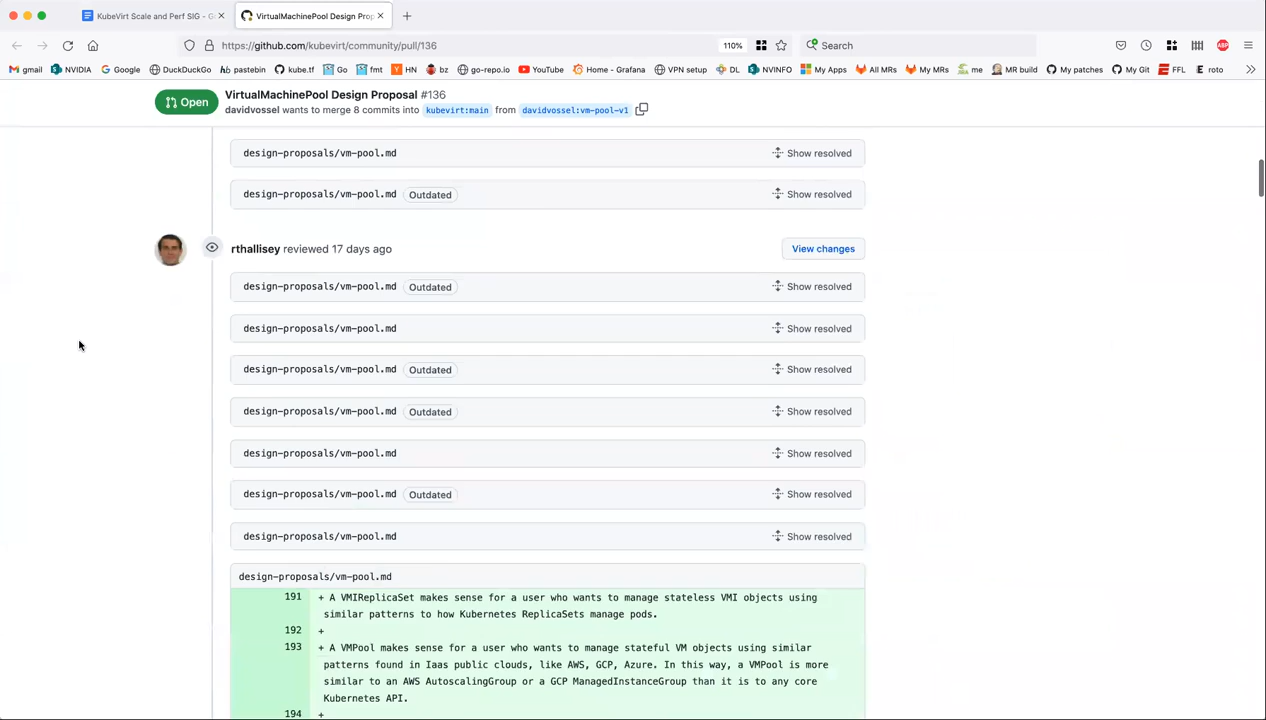 KubeVirt Scale and Perf SIG - G
VirtualMachinePool Design Prop
https://github.com/kubevirt/community/pull/136
110%
Search
gmail
NVIDIA
Google
DuckDuckGo
pastebin
kube.tf
Go
fmt
HN
bz
go-repo.io
YouTube
Home - Grafana
VPN setup
DL
NVINFO
My Apps
All MRs
My MRs
me
MR build
My patches
My Git
FFL
roto
Open
VirtualMachinePool Design Proposal #136
davidvossel wants to merge 8 commits into kubevirt:main from davidvossel:vm-pool-v1
design-proposals/vm-pool.md Show resolved
design-proposals/vm-pool.md Outdated Show resolved
rthallisey reviewed 17 days ago View changes
design-proposals/vm-pool.md Outdated Show resolved
design-proposals/vm-pool.md Show resolved
design-proposals/vm-pool.md Outdated Show resolved
design-proposals/vm-pool.md Outdated Show resolved
design-proposals/vm-pool.md Show resolved
design-proposals/vm-pool.md Outdated Show resolved
design-proposals/vm-pool.md Show resolved
design-proposals/vm-pool.md
191 + A VMIReplicaSet makes sense for a user who wants to manage stateless VMI objects using
similar patterns to how Kubernetes ReplicaSets manage pods.
192 +
193 + A VMPool makes sense for a user who wants to manage stateful VM objects using similar
patterns found in Iaas public clouds, like AWS, GCP, Azure. In this way, a VMPool is more
similar to an AWS AutoscalingGroup or a GCP ManagedInstanceGroup than it is to any core
Kubernetes API.
194 +